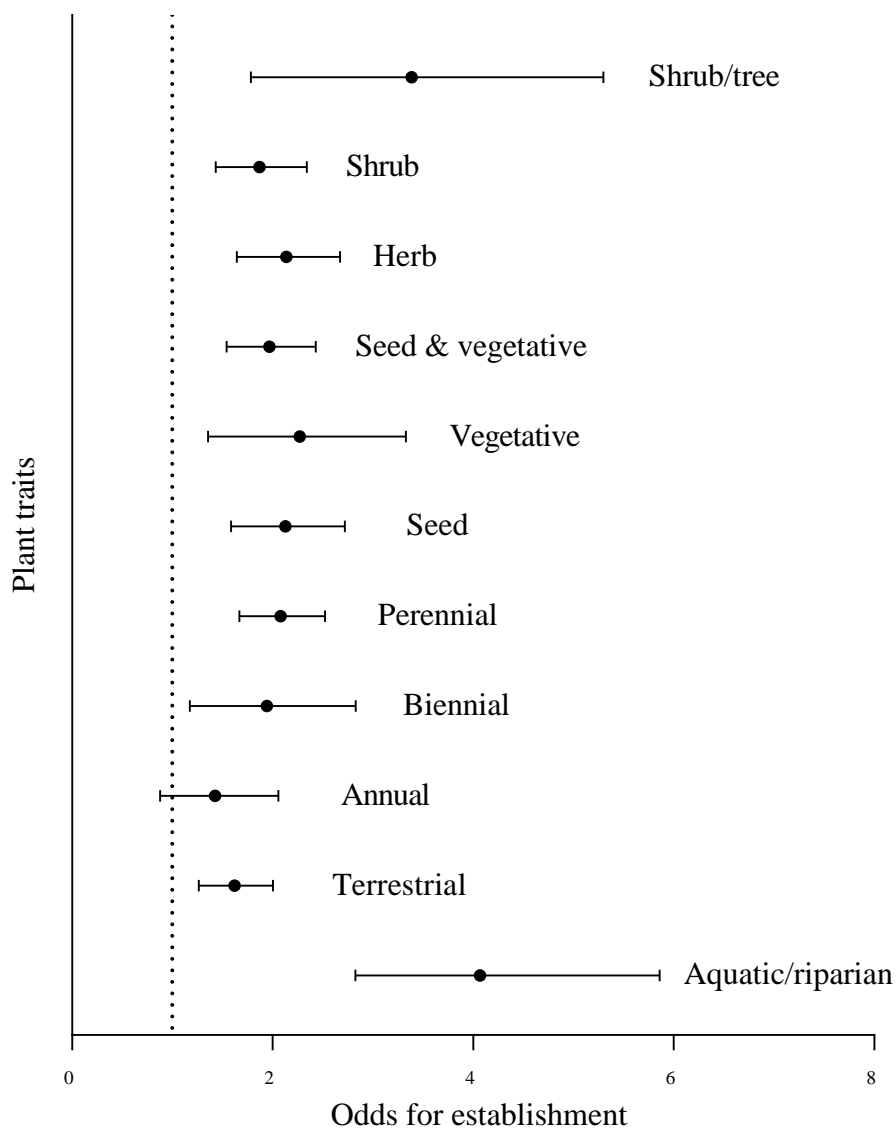 Shrub/tree
Shrub
Herb
Seed & vegetative
Vegetative
Seed
Perennial
Biennial
Annual
Terrestrial
Aquatic/riparian
Plant traits
0 2 4 6 8
Odds for establishment